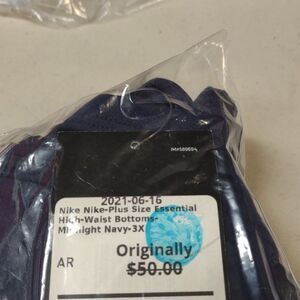 2021-06-16
Nike Nike-Plus Size Essential
High-Waist Bottoms-
Midnight Navy-3X
Originally
AR
$50.00